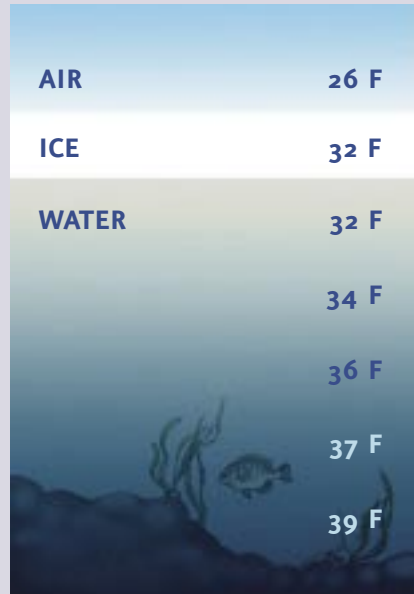 AIR 26 F
ICE 32 F
WATER 32 F
34 F
36 F
37 F
39 F